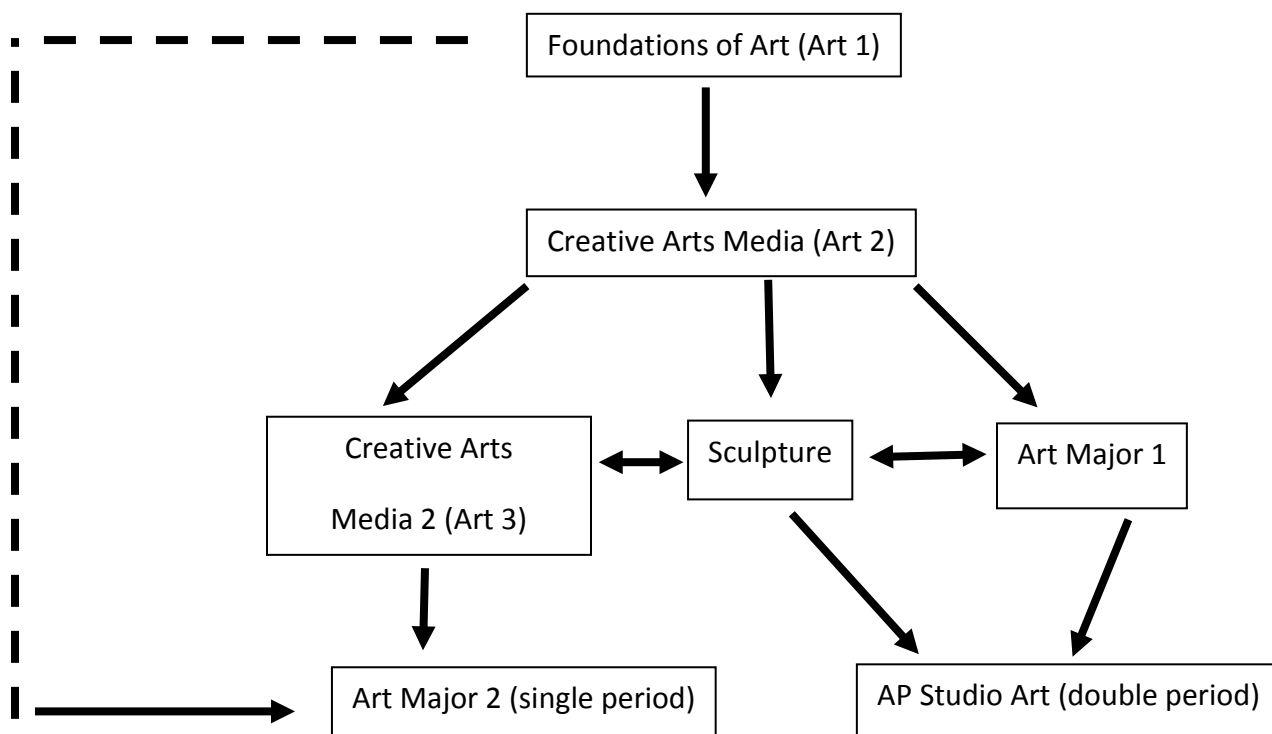 Foundations of Art (Art 1)
Creative Arts Media (Art 2)
Creative Arts
Media 2 (Art 3)
Sculpture
Art Major 1
Art Major 2 (single period)
AP Studio Art (double period)